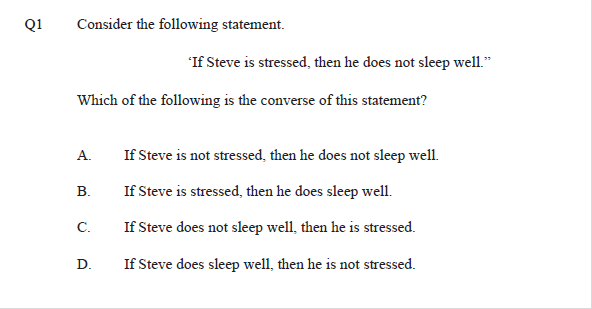 Q1 Consider the following statement.
‘If Steve is stressed, then he does not sleep well.”
Which of the following is the converse of this statement?
A. If Steve is not stressed, then he does not sleep well.
B. If Steve is stressed, then he does sleep well.
C. If Steve does not sleep well, then he is stressed.
D. If Steve does sleep well, then he is not stressed.